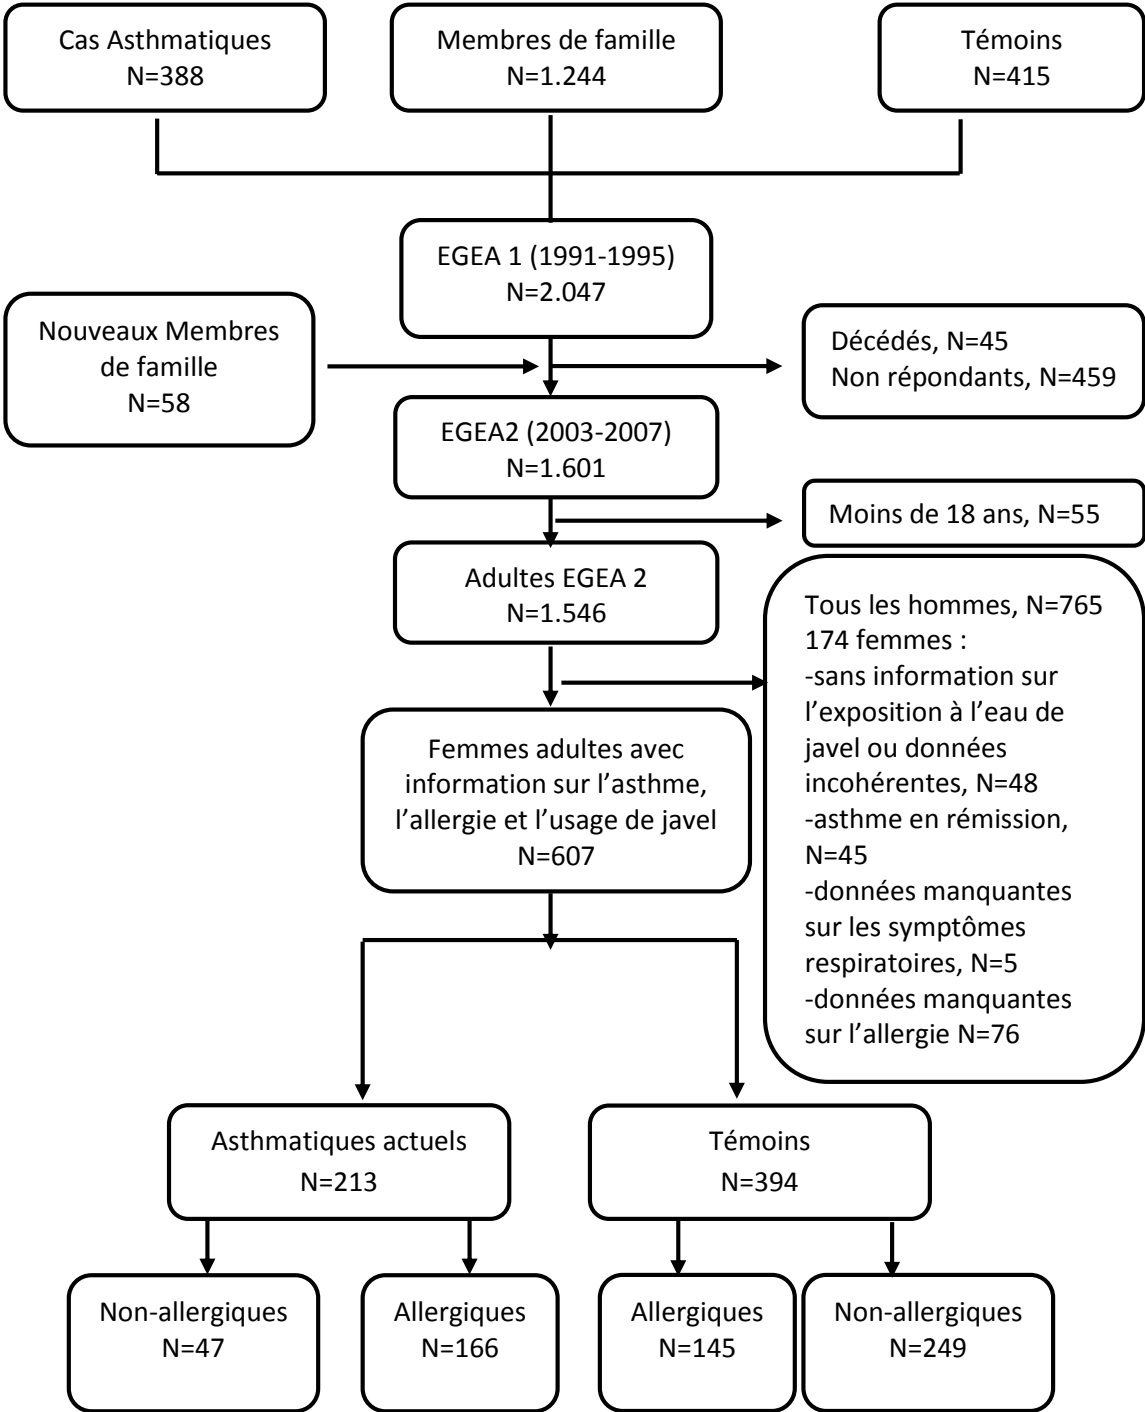 Cas Asthmatiques
N=388
Membres de famille
N=1.244
Témoins
N=415
EGEA 1 (1991-1995)
N=2.047
Nouveaux Membres
de famille
N=58
Décédés, N=45
Non répondants, N=459
EGEA2 (2003-2007)
N=1.601
Moins de 18 ans, N=55
Adultes EGEA 2
N=1.546
Tous les hommes, N=765
174 femmes :
-sans information sur
l’exposition à l’eau de
javel ou données
incohérentes, N=48
-asthme en rémission,
N=45
-données manquantes
sur les symptômes
respiratoires, N=5
-données manquantes
sur l’allergie N=76
Femmes adultes avec
information sur l’asthme,
l’allergie et l’usage de javel
N=607
Asthmatiques actuels
N=213
Témoins
N=394
Non-allergiques
N=47
Allergiques
N=166
Allergiques
N=145
Non-allergiques
N=249